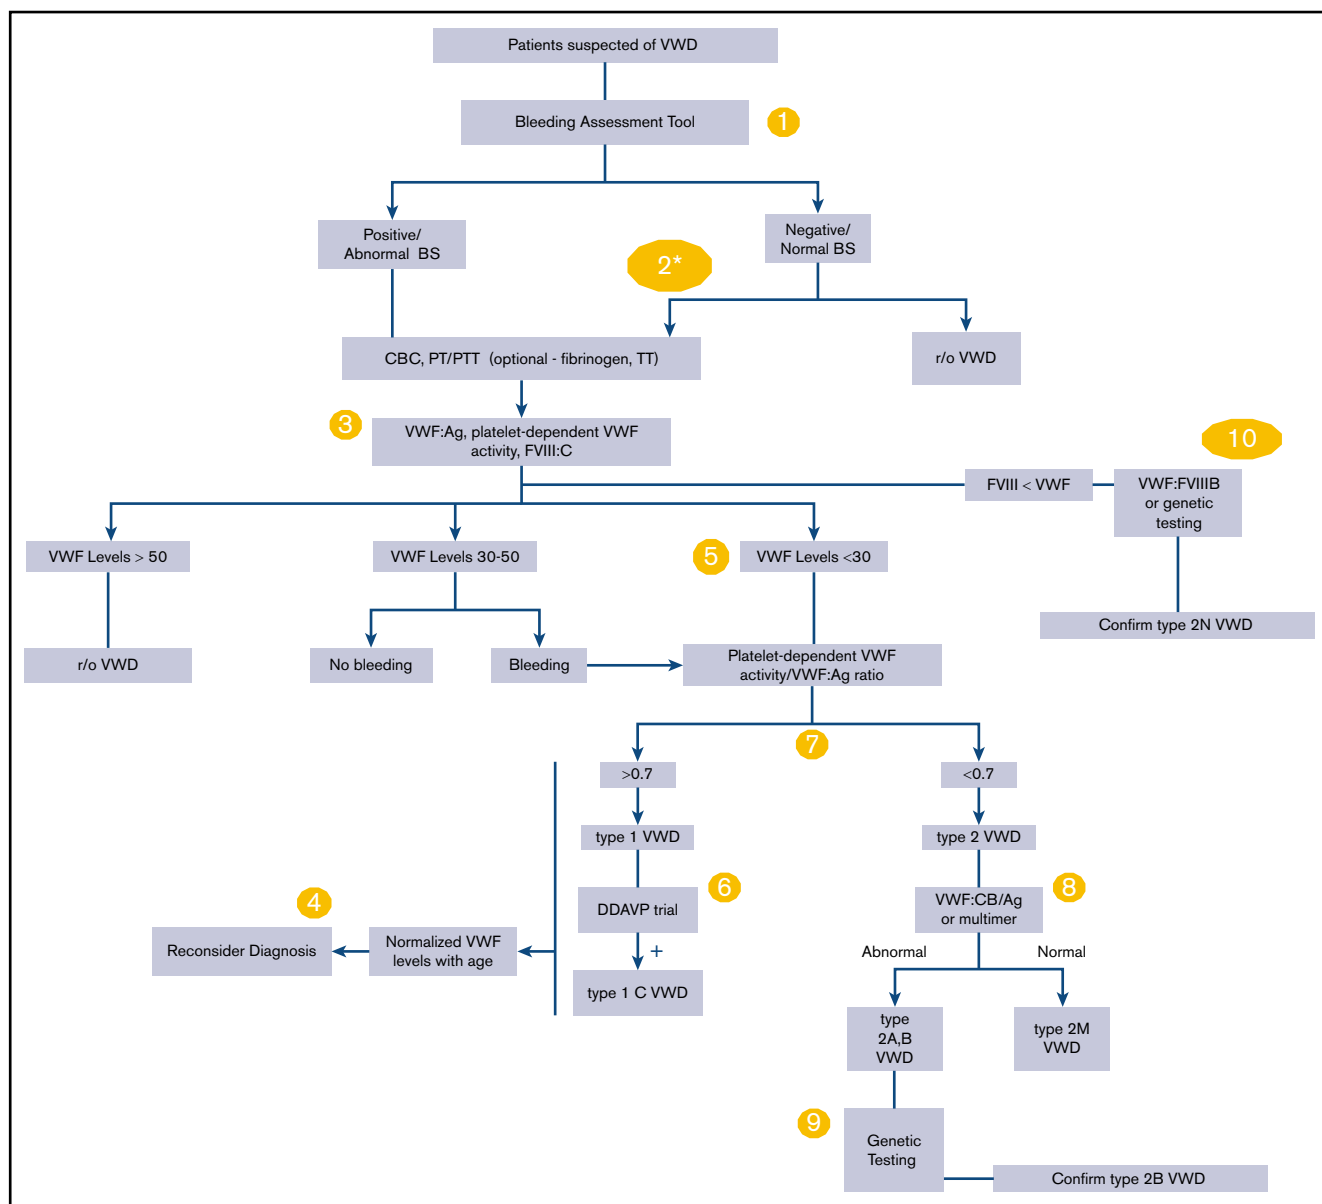 Patients suspected of VWD
Bleeding Assessment Tool
1
Positive/
Abnormal BS
Negative/
Normal BS
2*
CBC, PT/PTT (optional - fibrinogen, TT)
r/o VWD
3
VWF:Ag, platelet-dependent VWF
activity, FVIII:C
10
FVIII < VWF
VWF:FVIIIB
or genetic
testing
VWF Levels > 50
VWF Levels 30-50
5
VWF Levels <30
Confirm type 2N VWD
r/o VWD
No bleeding
Bleeding
Platelet-dependent VWF
activity/VWF:Ag ratio
7
>0.7
<0.7
type 1 VWD
type 2 VWD
6
DDAVP trial
8
VWF:CB/Ag
or multimer
4
Reconsider Diagnosis
Normalized VWF
levels with age
+
Abnormal
Normal
type 1 C VWD
type
2A,B
VWD
type 2M
VWD
9
Genetic
Testing
Confirm type 2B VWD